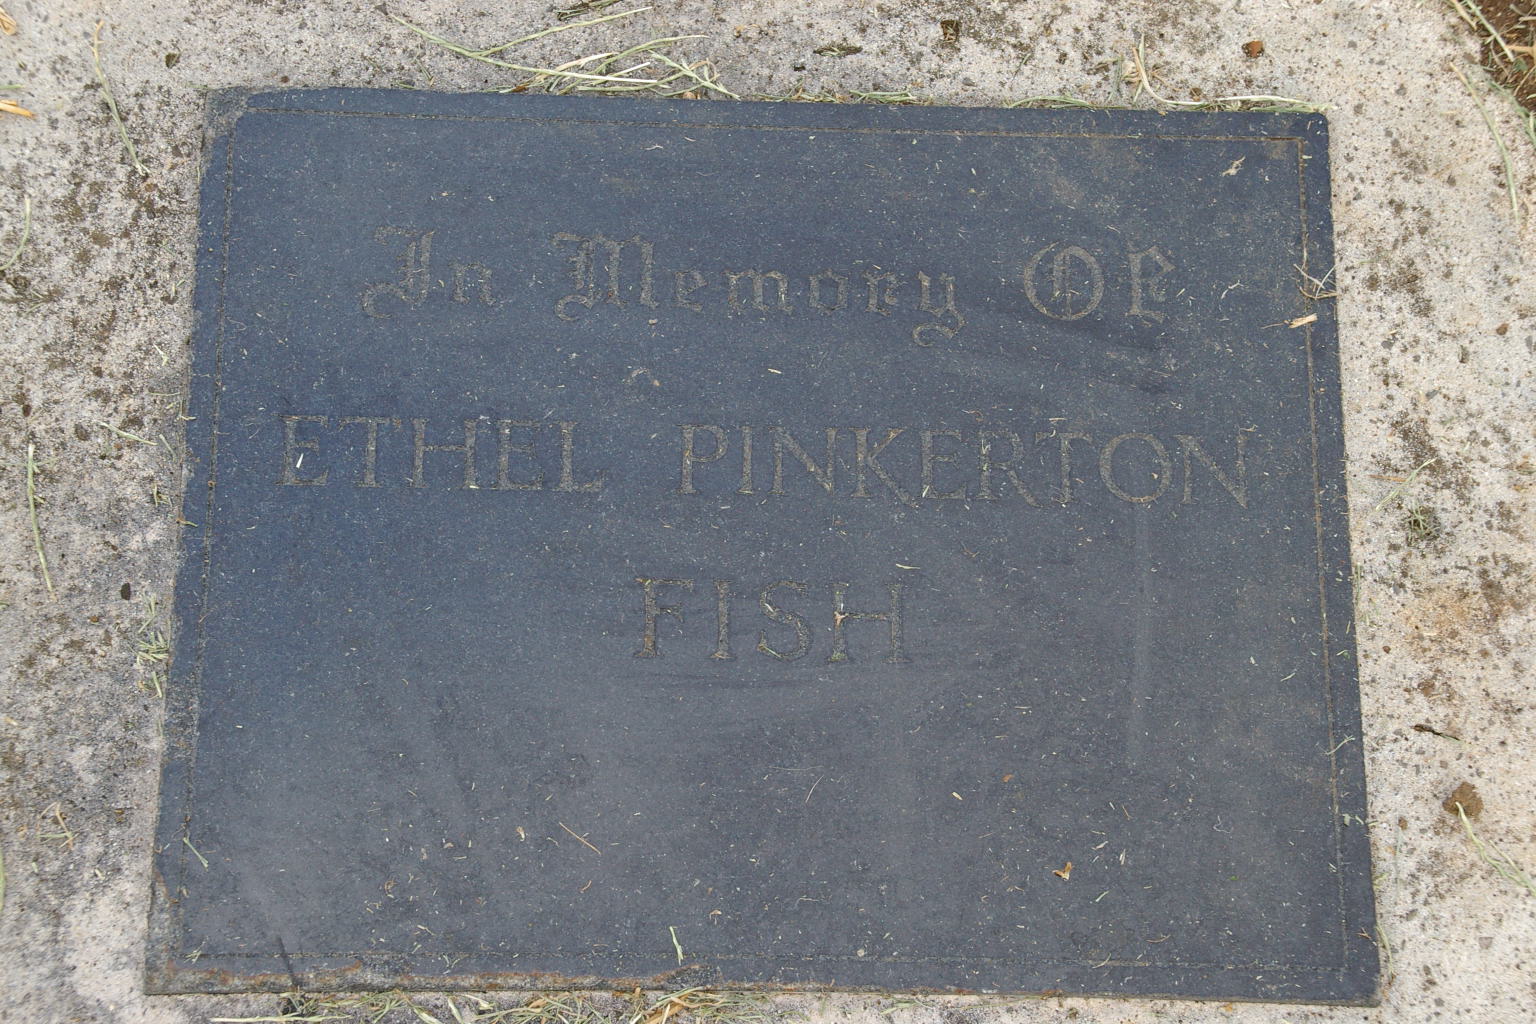 In Memory Of
ETHEL PINKERTON
FISH